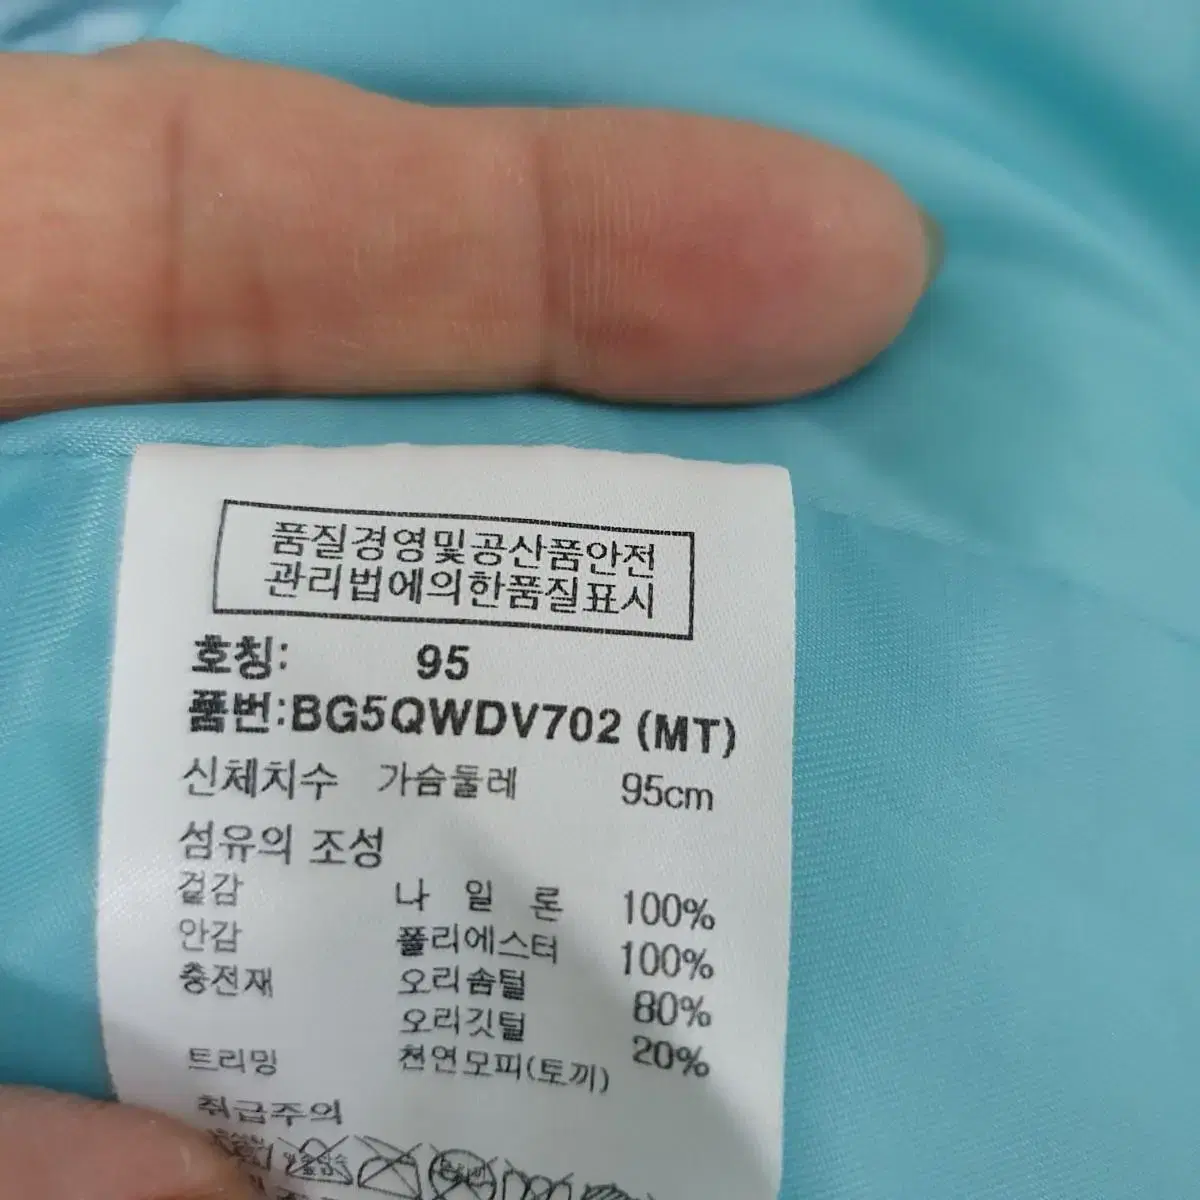 품질경영및공산품안전
관리법에의한품질표시
호칭: 95
품번:BG5QWDV702 (MT)
신체치수 가슴둘레 95cm
섬유의 조성
겉감 나 일 론 100%
안감 폴리에스터 100%
충전재 오리솜털 80%
오리깃털 20%
트리밍 천연모피(토끼)
취급주의